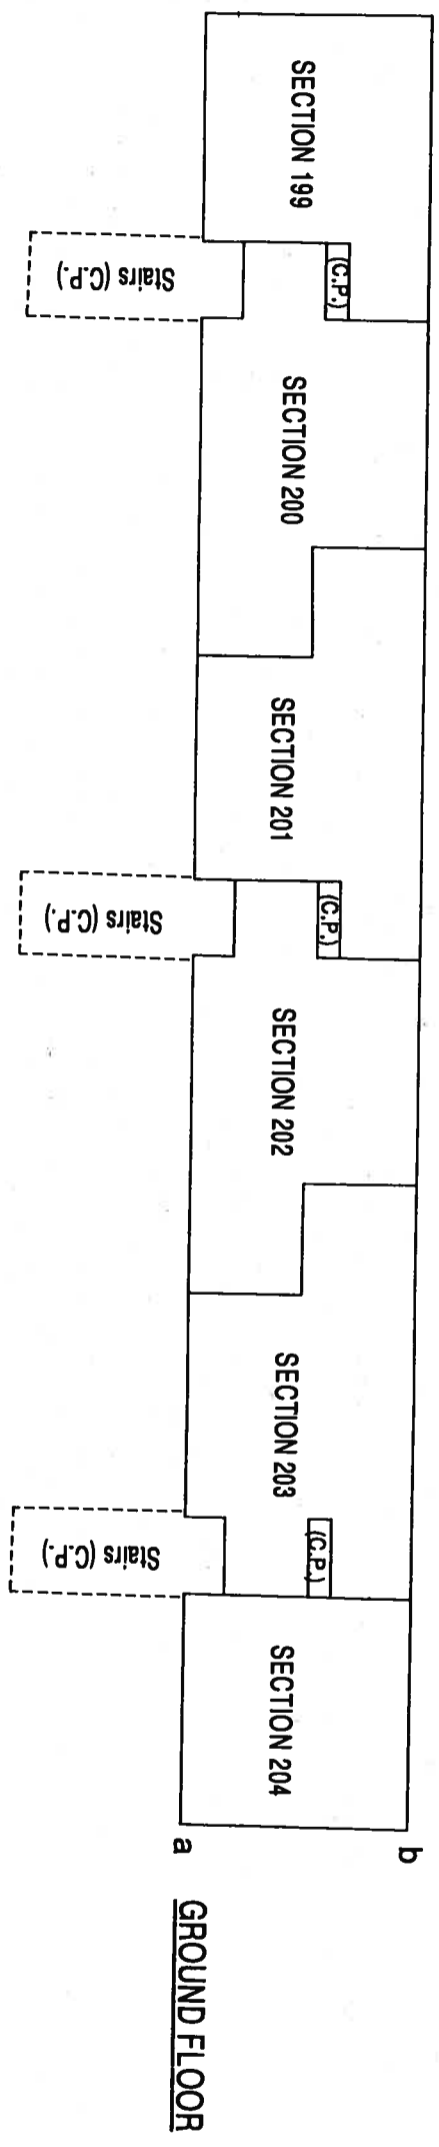 SECTION 199
(C.P.)
Stairs (C.P.)
SECTION 200
SECTION 201
(C.P.)
Stairs (C.P.)
SECTION 202
SECTION 203
(C.P.)
Stairs (C.P.)
SECTION 204
b
a
GROUND FLOOR